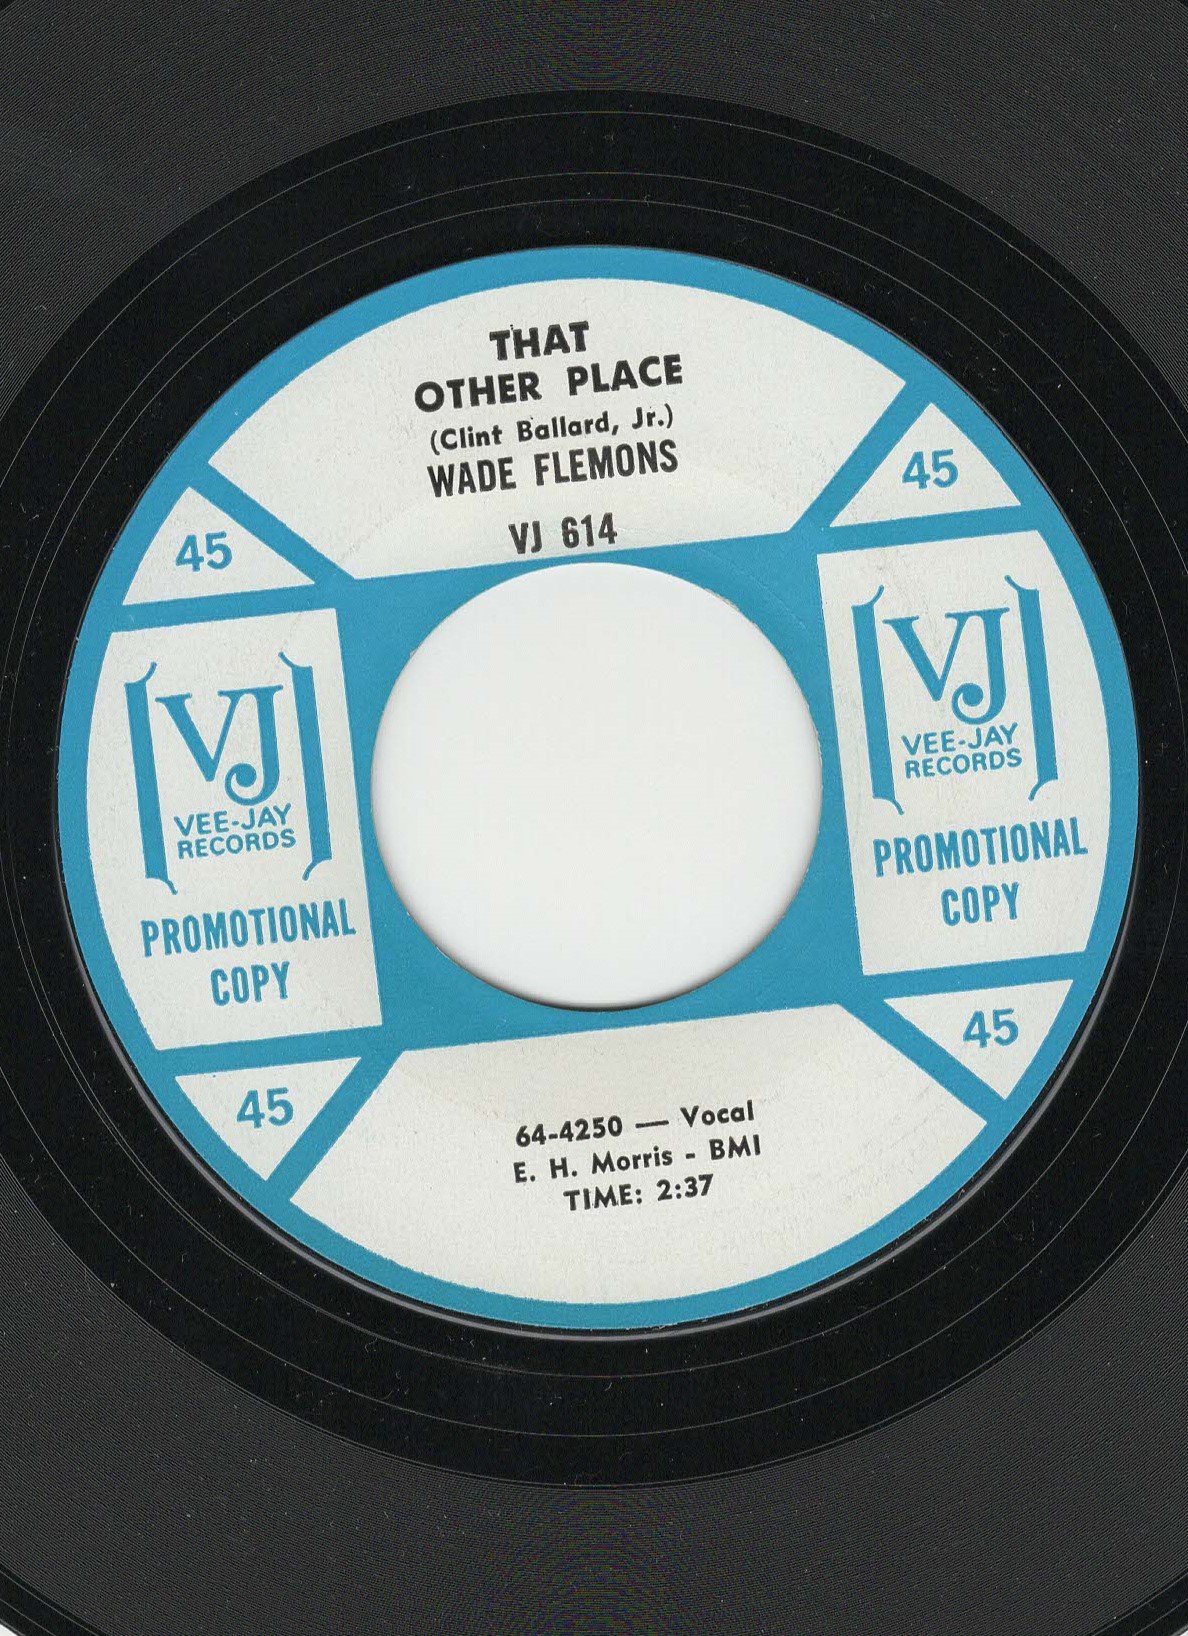 THAT
OTHER PLACE
(Clint Ballard, Jr.)
WADE FLEMONS
VJ 614
45
45
VJ
VEE-JAY
RECORDS
PROMOTIONAL
COPY
VJ
VEE-JAY
RECORDS
PROMOTIONAL
COPY
45
45
64-4250 — Vocal
E. H. Morris - BMI
TIME: 2:37